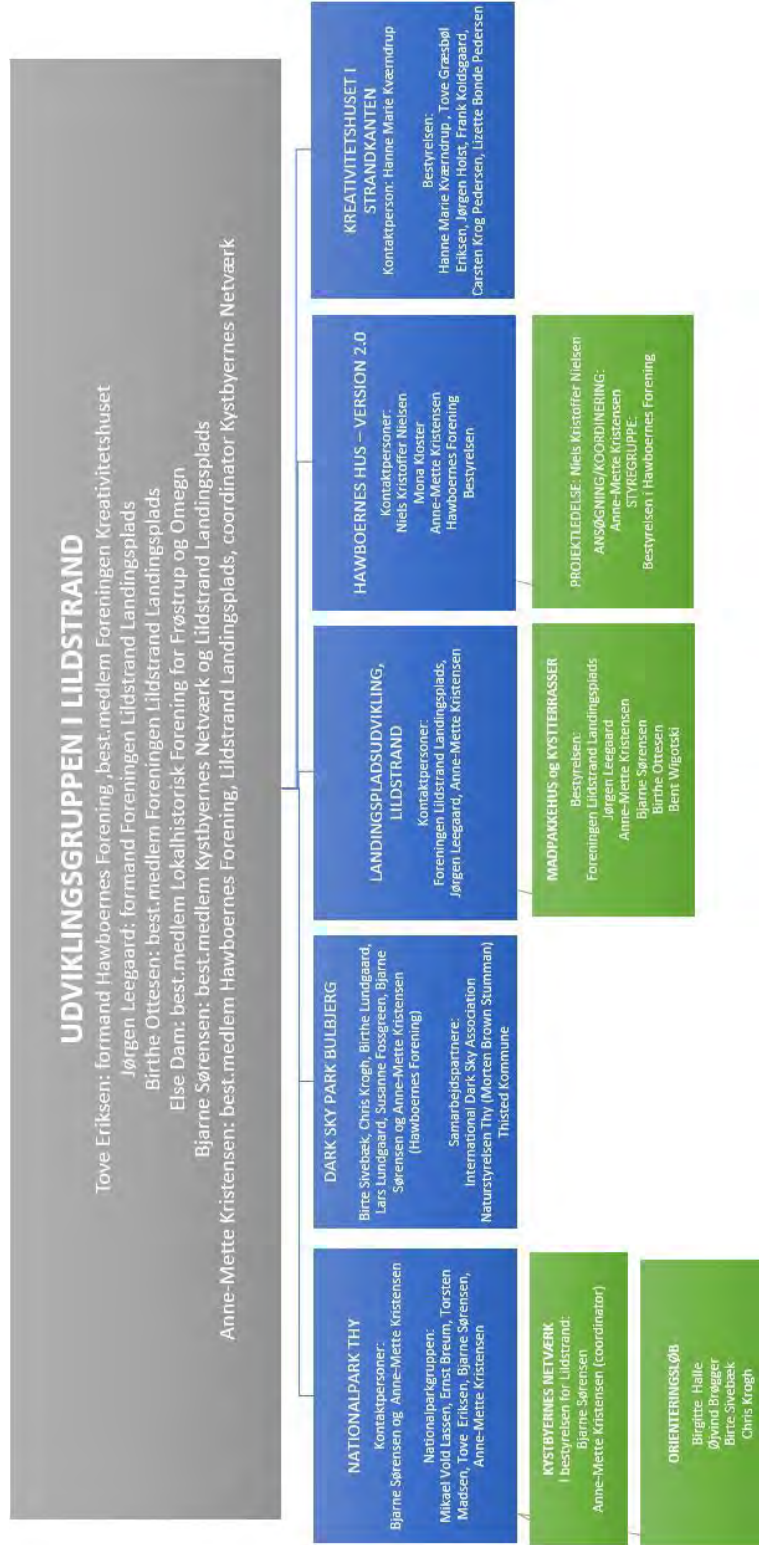 UDVIKLINGSGRUPPEN I LILDSTRAND
Tove Eriksen: formand Hawboernes Forening ,best.medlem Foreningen Kreativitetshuset
Jørgen Leegaard: formand Foreningen Lildstrand Landingsplads
Birthe Ottesen: best.medlem Foreningen Lildstrand Landingsplads
Else Dam: best.medlem Lokalhistorisk Forening for Frøstrup og Omegn
Bjarne Sørensen: best.medlem Kystbyernes Netværk og Lildstrand Landingsplads
Anne-Mette Kristensen: best.medlem Hawboernes Forening, Lildstrand Landingsplads, coordinator Kystbyernes Netværk
NATIONALPARK THY
Kontaktpersoner:
Bjarne Sørensen og Anne-Mette Kristensen
Nationalparkgruppen:
Mikael Vold Lassen, Ernst Breum, Torsten
Madsen, Tove Eriksen, Bjarne Sørensen,
Anne-Mette Kristensen
KYSTBYERNES NETVÆRK
I bestyrelsen for Lildstrand:
Bjarne Sørensen
Anne-Mette Kristensen (coordinator)
ORIENTERINGSLØB
Birgitte Halle
Øjvind Brøgger
Birte Sivebæk
Chris Krogh
DARK SKY PARK BULBJERG
Birte Sivebæk, Chris Krogh, Birthe Lundgaard,
Lars Lundgaard, Susanne Fossgreen, Bjarne
Sørensen og Anne-Mette Kristensen
(Hawboernes Forening)
Samarbejdspartnere:
International Dark Sky Association
Naturstyrelsen Thy (Morten Brown Stumman)
Thisted Kommune
LANDINGSPLADSUDVIKLING,
LILDSTRAND
Kontaktpersoner:
Foreningen Lildstrand Landingsplads,
Jørgen Leegaard, Anne-Mette Kristensen
MADPAKKEHUS og KYSTTERRASSER
Bestyrelsen:
Foreningen Lildstrand Landingsplads
Jørgen Leegaard
Anne-Mette Kristensen
Bjarne Sørensen
Birthe Ottesen
Bent Wigotski
HAWBOERNES HUS – VERSION 2.0
Kontaktpersoner:
Niels Kristoffer Nielsen
Mona Kloster
Anne-Mette Kristensen
Hawboernes Forening
Bestyrelsen
PROJEKTLEDELSE: Niels Kristoffer Nielsen
ANSØGNING/KOORDINERING:
Anne-Mette Kristensen
STYREGRUPPE:
Bestyrelsen i Hawboernes Forening
KREATIVITETSHUSET I
STRANDKANTEN
Kontaktperson: Hanne Marie Kværndrup
Bestyrelsen:
Hanne Marie Kværndrup , Tove Græsbøl
Eriksen, Jørgen Holst, Frank Koldsgaard,
Carsten Krog Pedersen, Lizette Bonde Pedersen